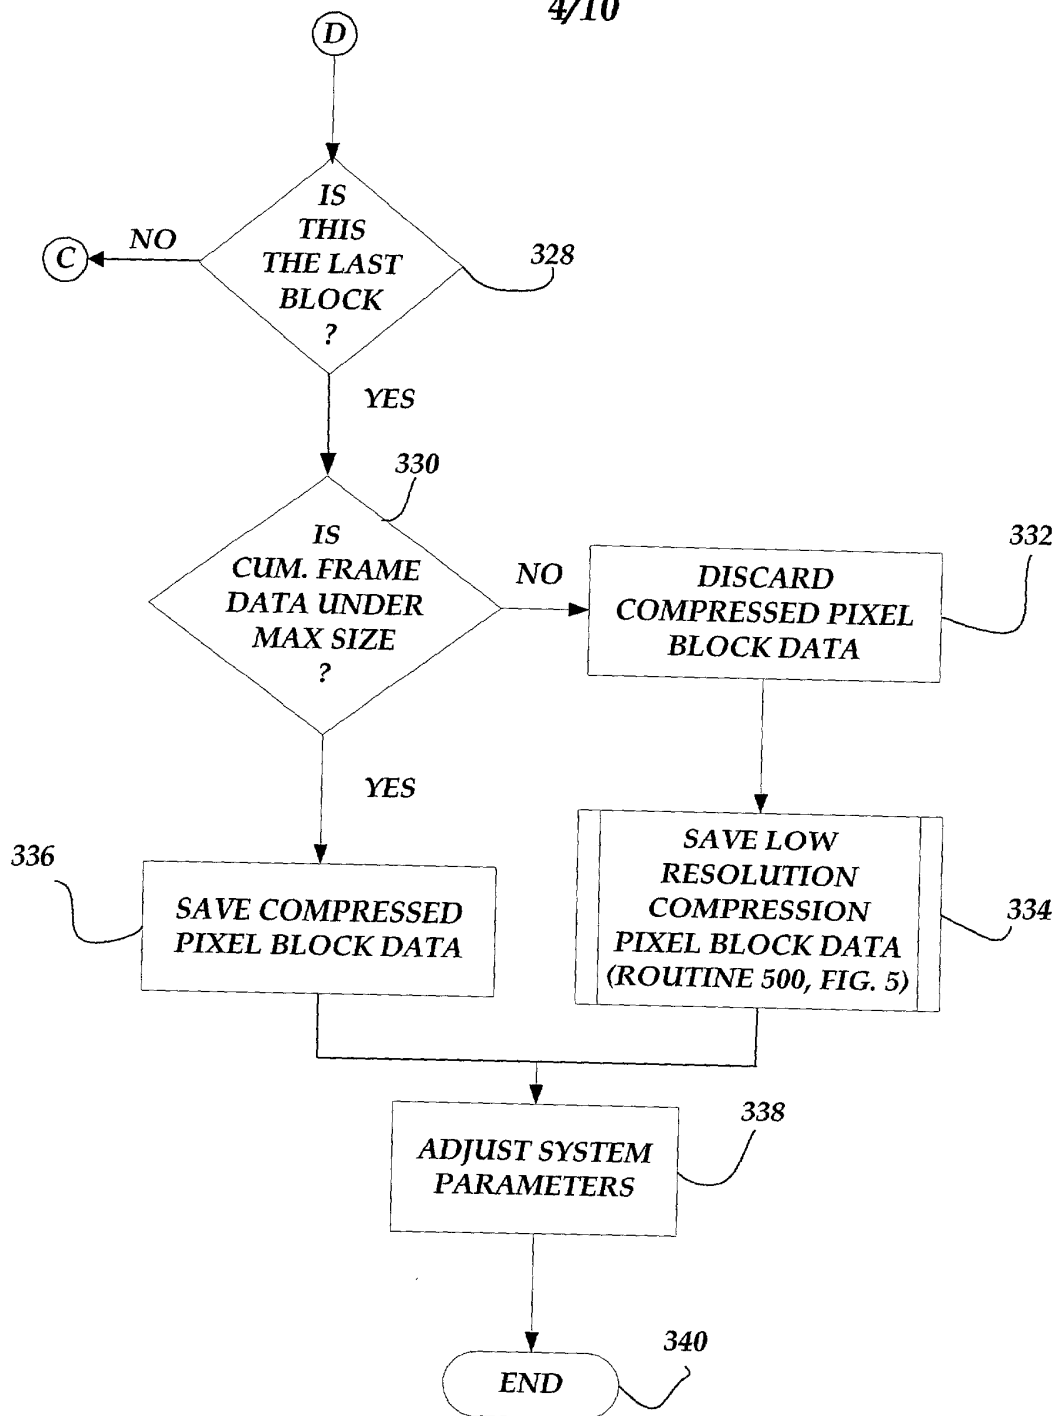 4/10
D
IS
THIS
THE LAST
BLOCK
?
NO
C
328
YES
330
IS
CUM. FRAME
DATA UNDER
MAX SIZE
?
NO
332
DISCARD
COMPRESSED PIXEL
BLOCK DATA
YES
336
SAVE COMPRESSED
PIXEL BLOCK DATA
SAVE LOW
RESOLUTION
COMPRESSION
PIXEL BLOCK DATA
(ROUTINE 500, FIG. 5)
334
338
ADJUST SYSTEM
PARAMETERS
340
END